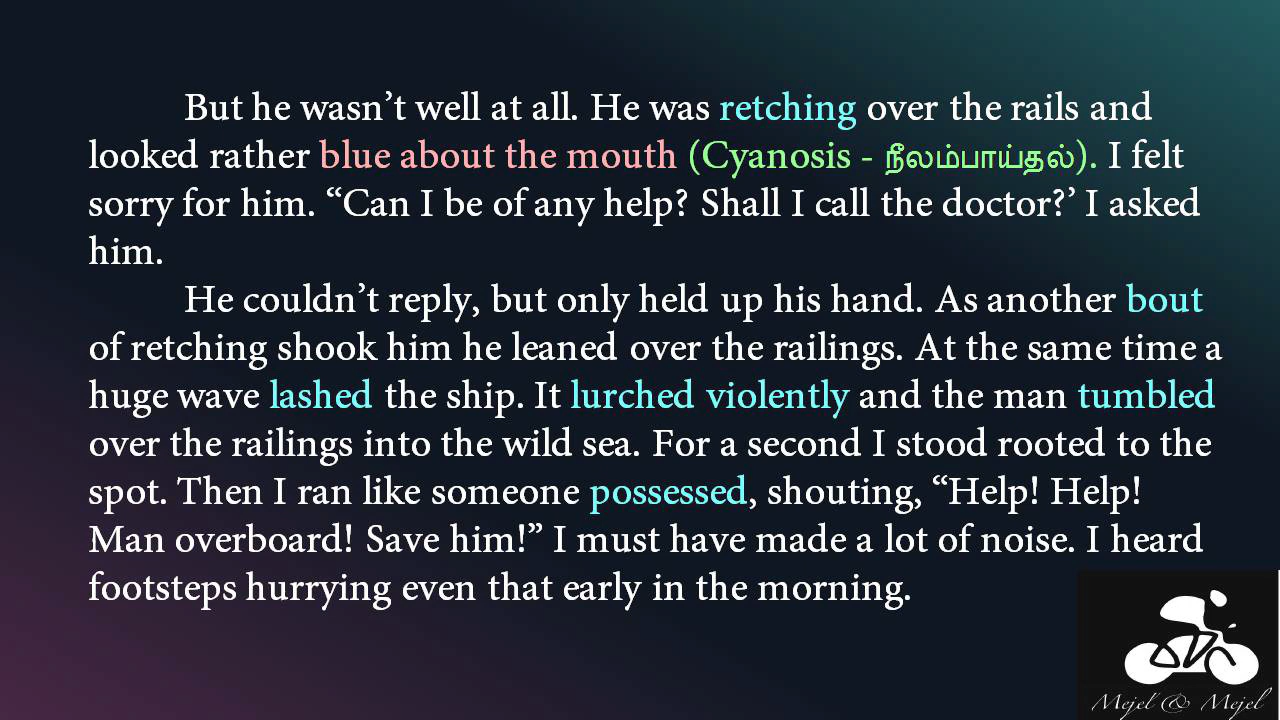 But he wasn’t well at all. He was retching over the rails and
looked rather blue about the mouth (Cyanosis - நீலம்பாய்தல்). I felt
sorry for him. “Can I be of any help? Shall I call the doctor?’ I asked
him.
He couldn’t reply, but only held up his hand. As another bout
of retching shook him he leaned over the railings. At the same time a
huge wave lashed the ship. It lurched violently and the man tumbled
over the railings into the wild sea. For a second I stood rooted to the
spot. Then I ran like someone possessed, shouting, “Help! Help!
Man overboard! Save him!” I must have made a lot of noise. I heard
footsteps hurrying even that early in the morning.
Mejel & Mejel